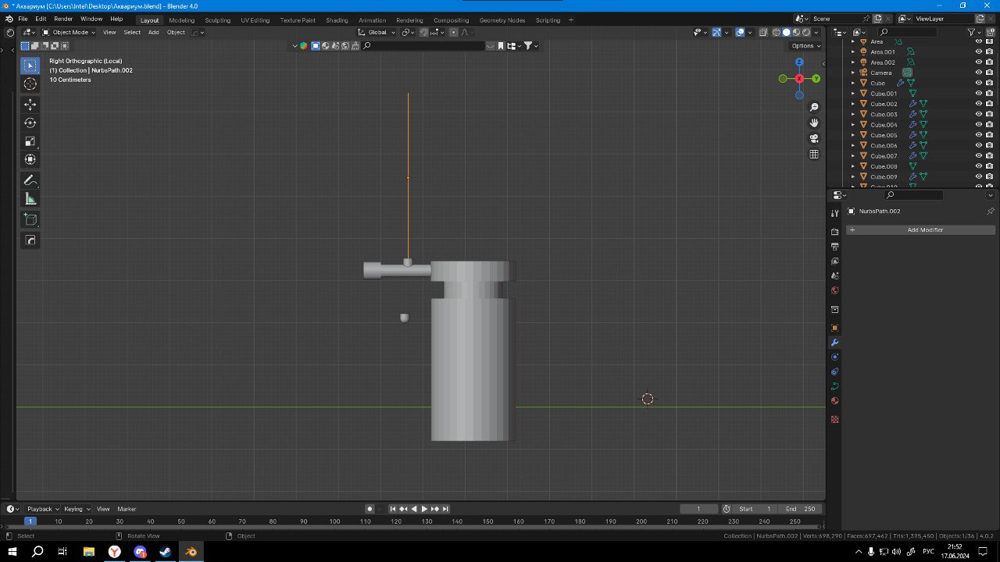 * Аквариум [C:\Users\Intel\Desktop\Аквариум.blend] - Blender 4.0
File Edit Render Window Help Layout Modeling Sculpting UV Editing Texture Paint Shading Animation Rendering Compositing Geometry Nodes Scripting + Scene ViewLayer
Object Mode View Select Add Object Global
Options
Right Orthographic (Local)
(1) Collection | NurbsPath.002
10 Centimeters
Z
X
Y
Area
Area.001
Area.002
Camera
Cube
Cube.001
Cube.002
Cube.003
Cube.004
Cube.005
Cube.006
Cube.007
Cube.008
Cube.009
Cube.010
NurbsPath.002
+ Add Modifier
Playback Keying View Marker 1 Start 1 End 250
1 10 20 30 40 50 60 70 80 90 100 110 120 130 140 150 160 170 180 190 200 210 220 230 240 250
Select Rotate View Object Collection | NurbsPath.002 | Verts:698,290 | Faces:697,462 | Tris:1,395,450 | Objects:1/36 | 4.0.2
РУС
21:52
17.06.2024